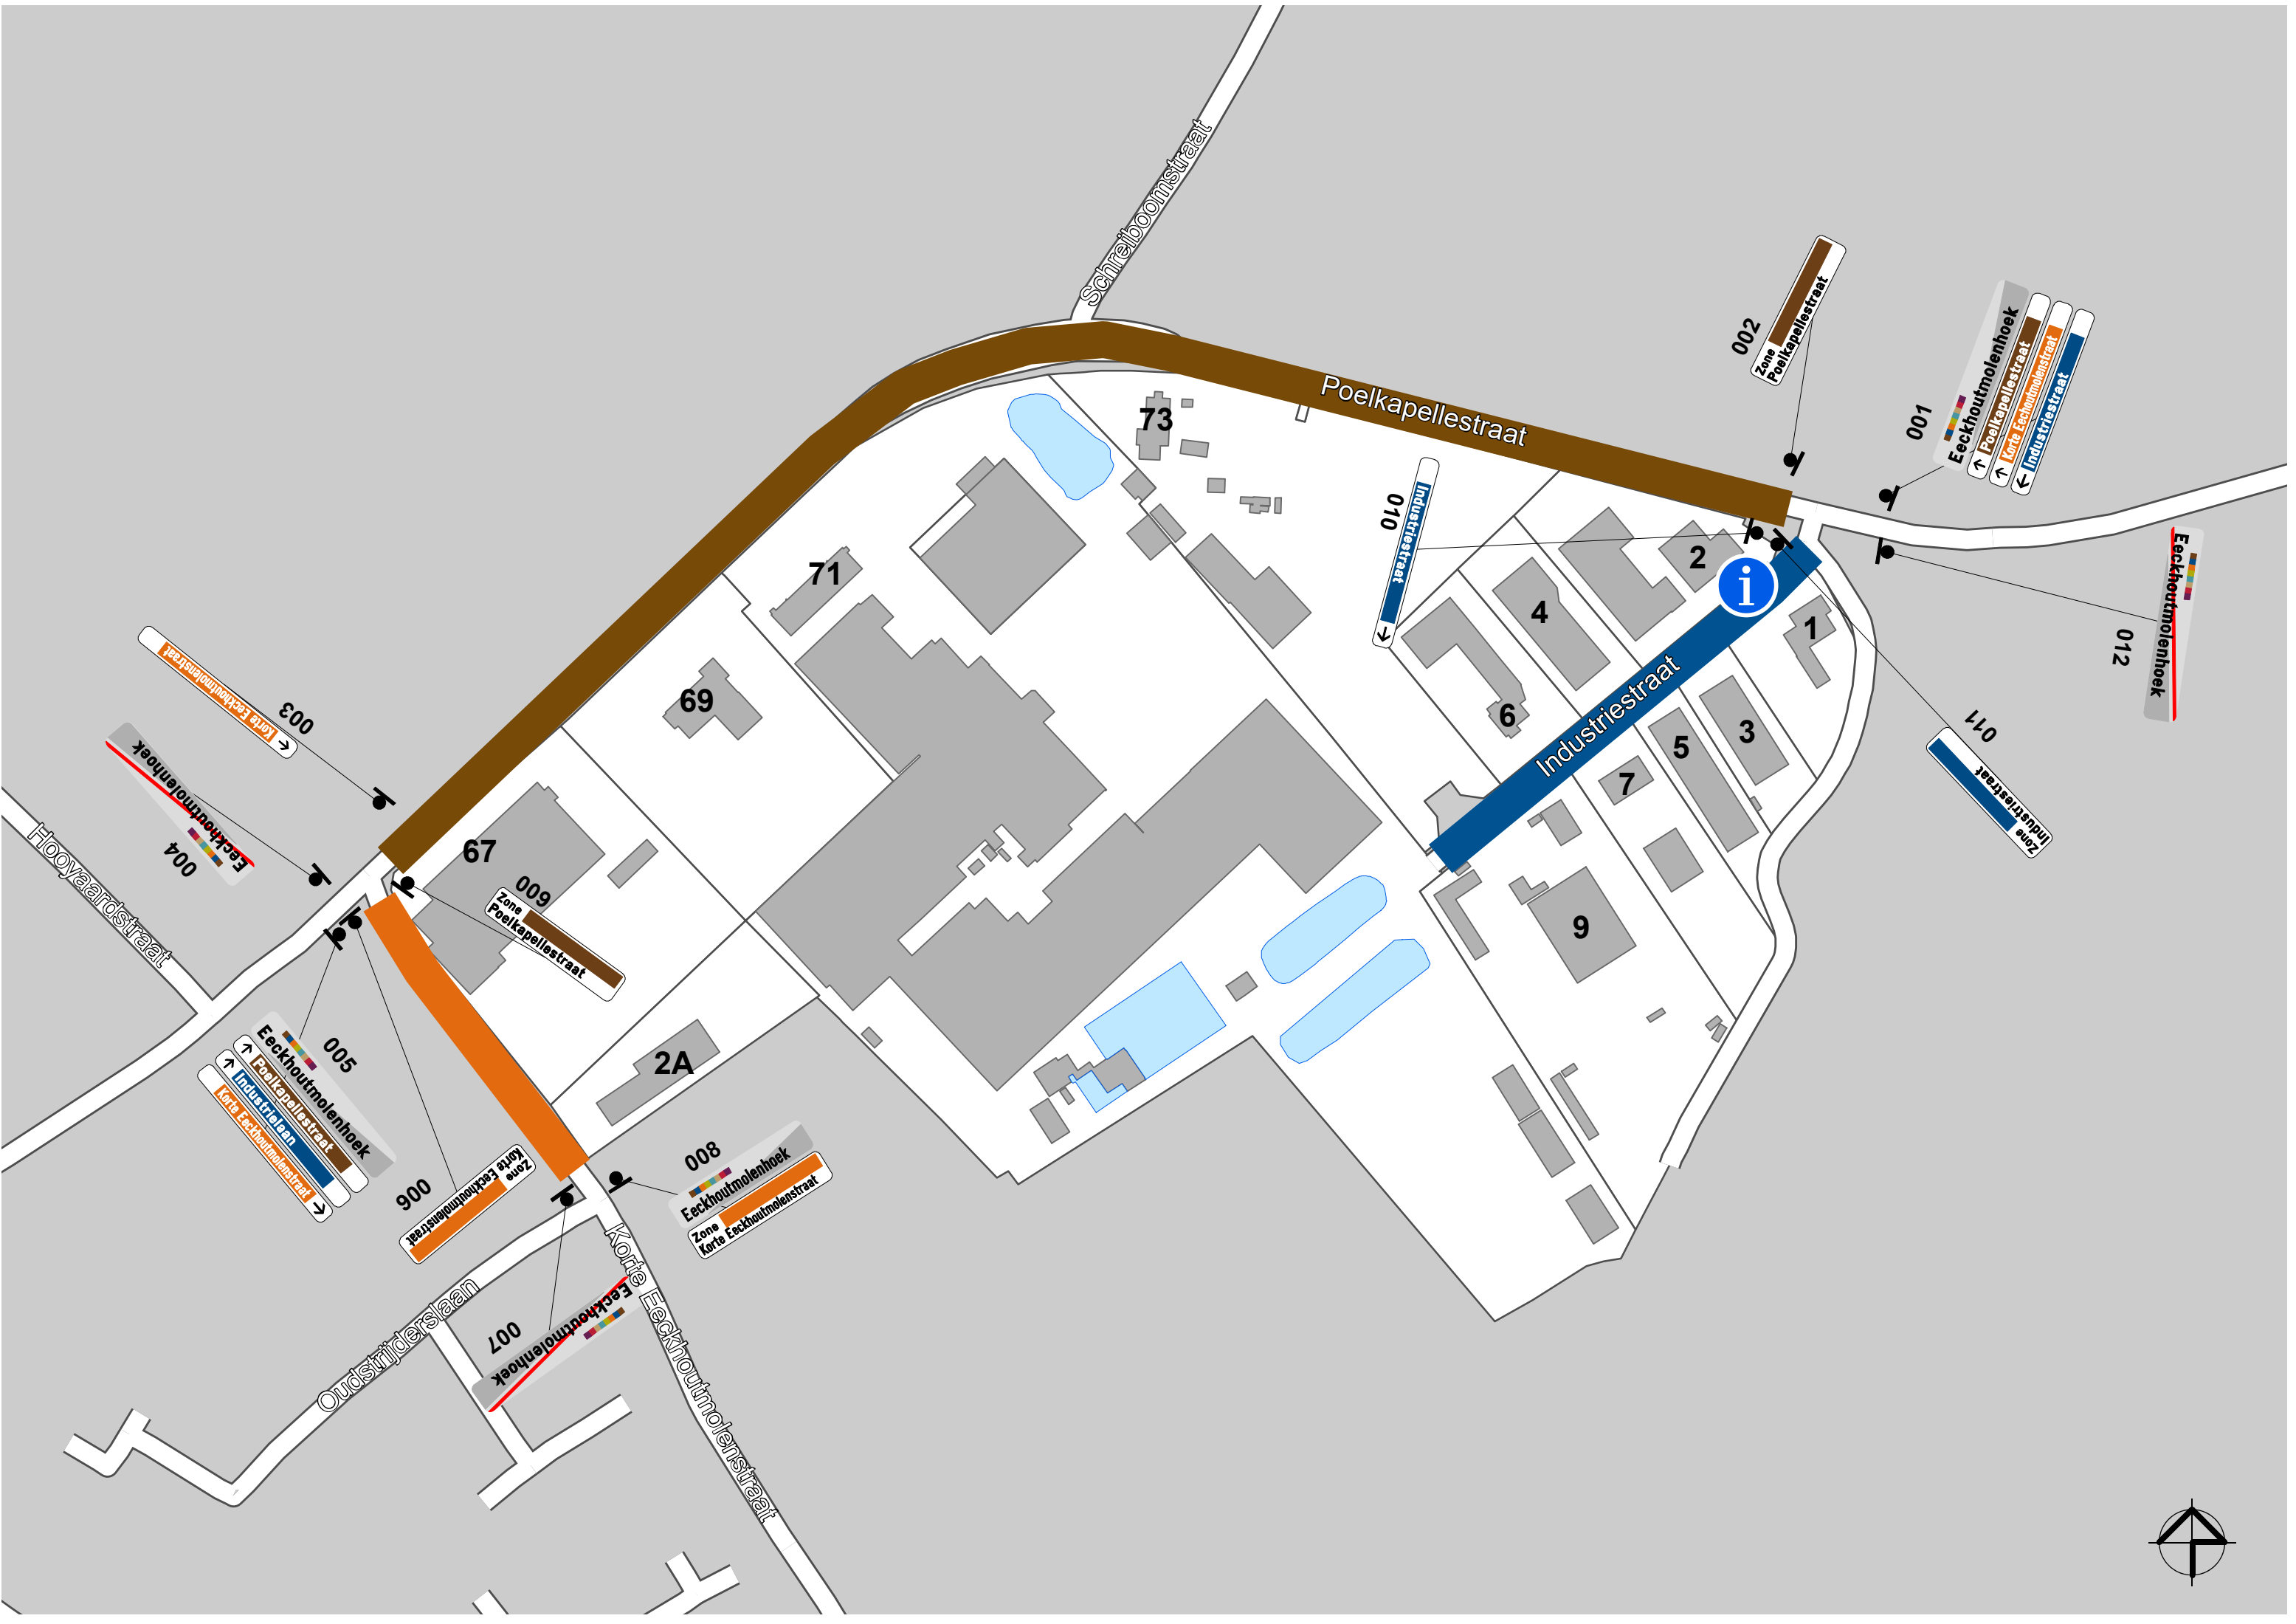 Schreiboomstraat
Poelkapellestraat
002
Zone
Poelkapellestraat
001
Eeckhoutmolenhoek
Poelkapellestraat
Korte Eechoutmolenstraat
Industriestraat
73
010
Industriestraat
2
i
4
1
012
Eeckhoutmolenhoek
71
69
6
Industriestraat
3
5
7
011
Zone
Industriestraat
003
Korte Eeckhoutmolenstraat
Eeckhoutmolenhoek
004
Hooyaardstraat
67
009
Zone
Poelkapellestraat
9
005
Eeckhoutmolenhoek
Poelkapellestraat
Industrielaan
Korte Eeckhoutmolenstraat
2A
006
Zone
Korte Eeckhoutmolenstraat
008
Eeckhoutmolenhoek
Zone
Korte Eeckhoutmolenstraat
007
Eeckhoutmolenhoek
Oudstrijderslaan
Korte Eeckhoutmolenstraat